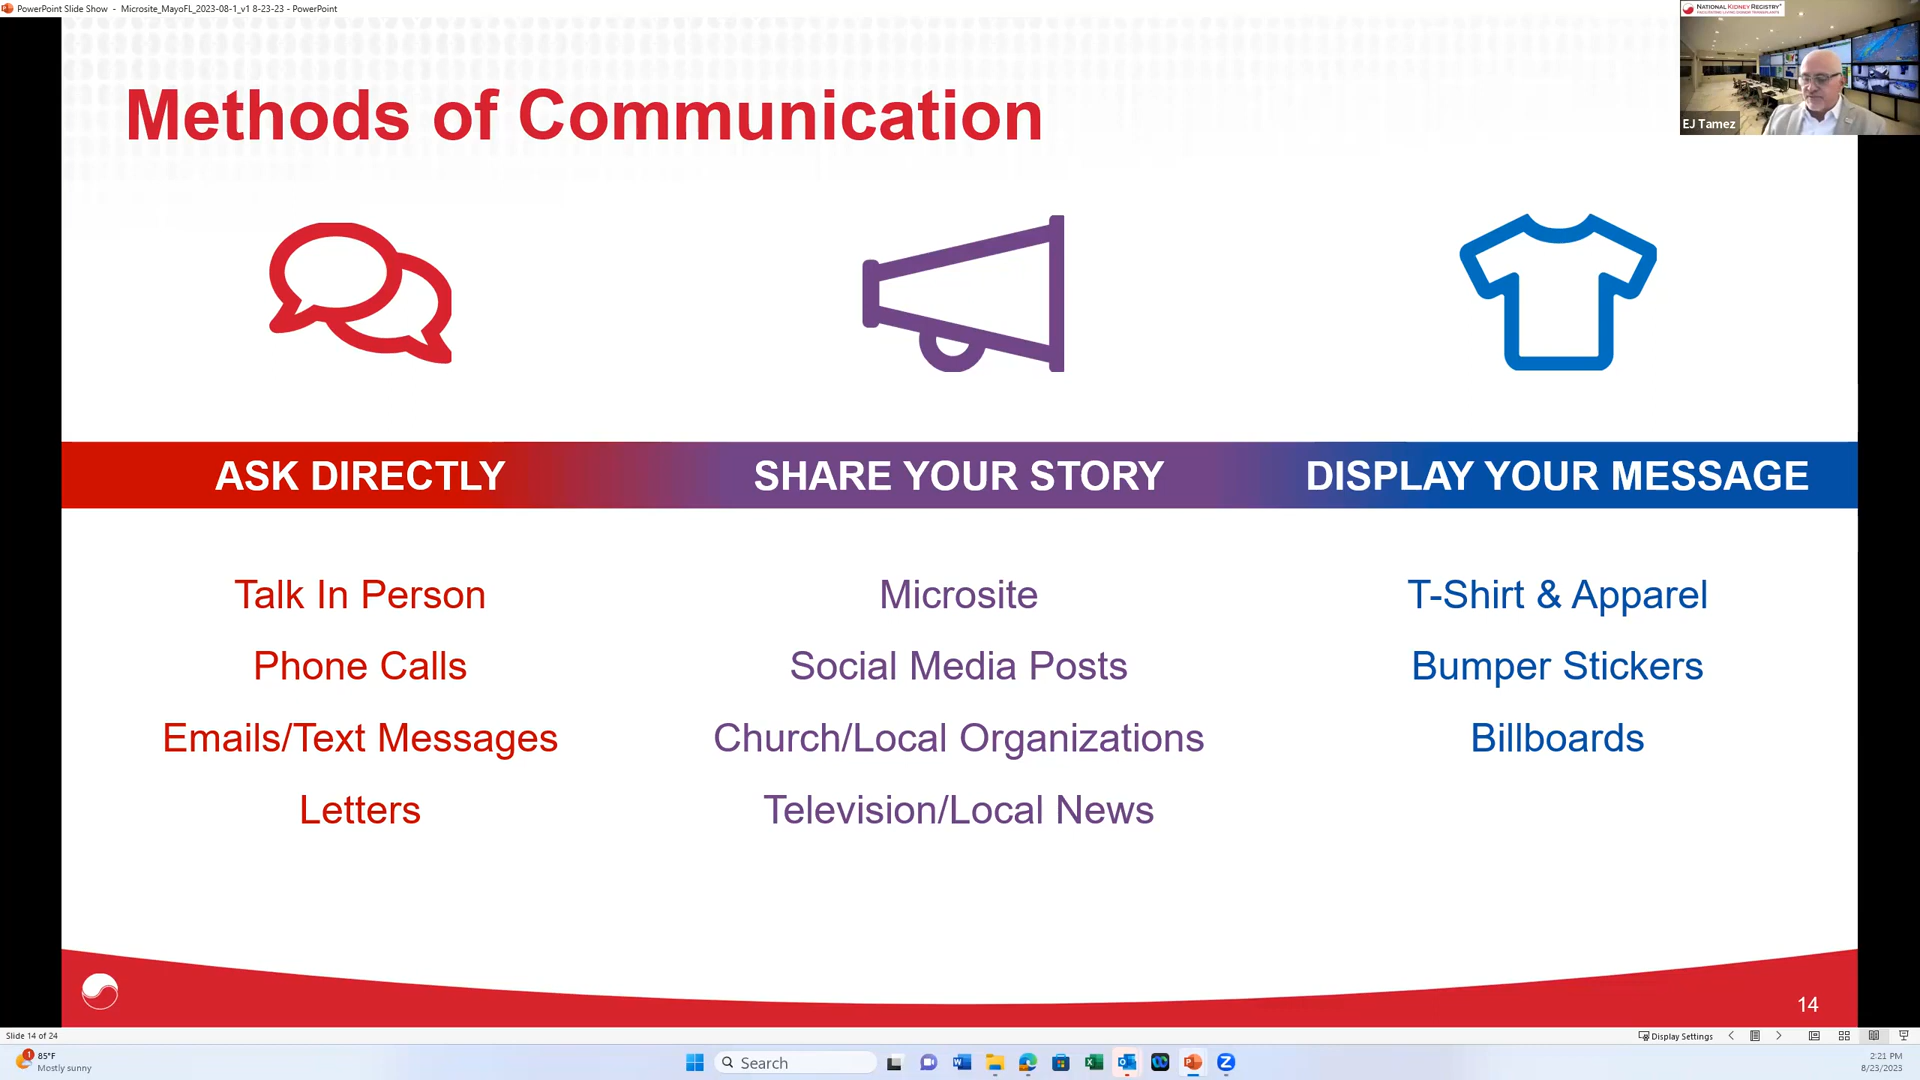 PowerPoint Slide Show - Microsite_MayoFL_2023-08-1_v1 8-23-23 - PowerPoint
NATIONAL KIDNEY REGISTRY
EJ Tamez
Methods of Communication
ASK DIRECTLY
SHARE YOUR STORY
DISPLAY YOUR MESSAGE
Talk In Person
Phone Calls
Emails/Text Messages
Letters
Microsite
Social Media Posts
Church/Local Organizations
Television/Local News
T-Shirt & Apparel
Bumper Stickers
Billboards
14
Slide 14 of 24
Display Settings
1
85°F
Mostly sunny
Search
2:21 PM
8/23/2023